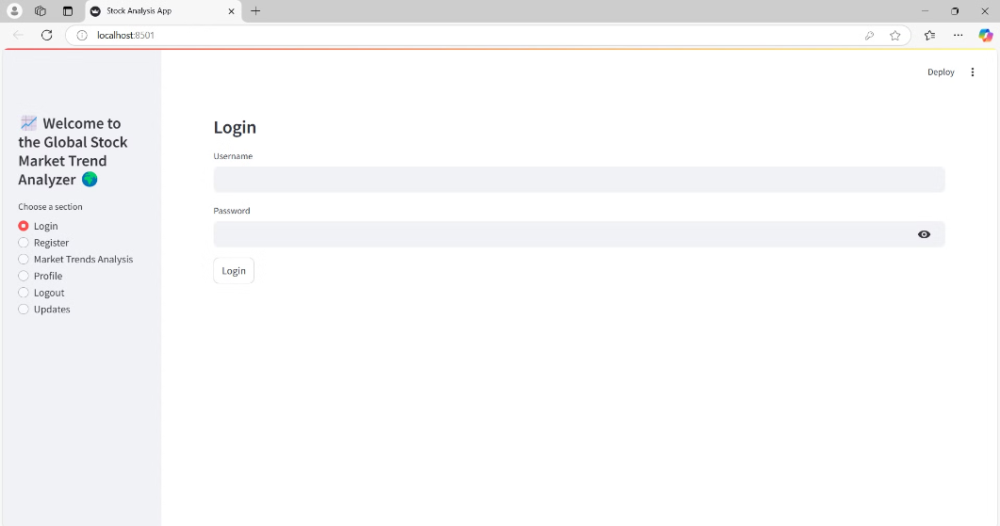 Stock Analysis App
localhost:8501
Deploy
📈 Welcome to
the Global Stock
Market Trend
Analyzer 🌍
Choose a section
Login
Register
Market Trends Analysis
Profile
Logout
Updates
Login
Username
Password
Login